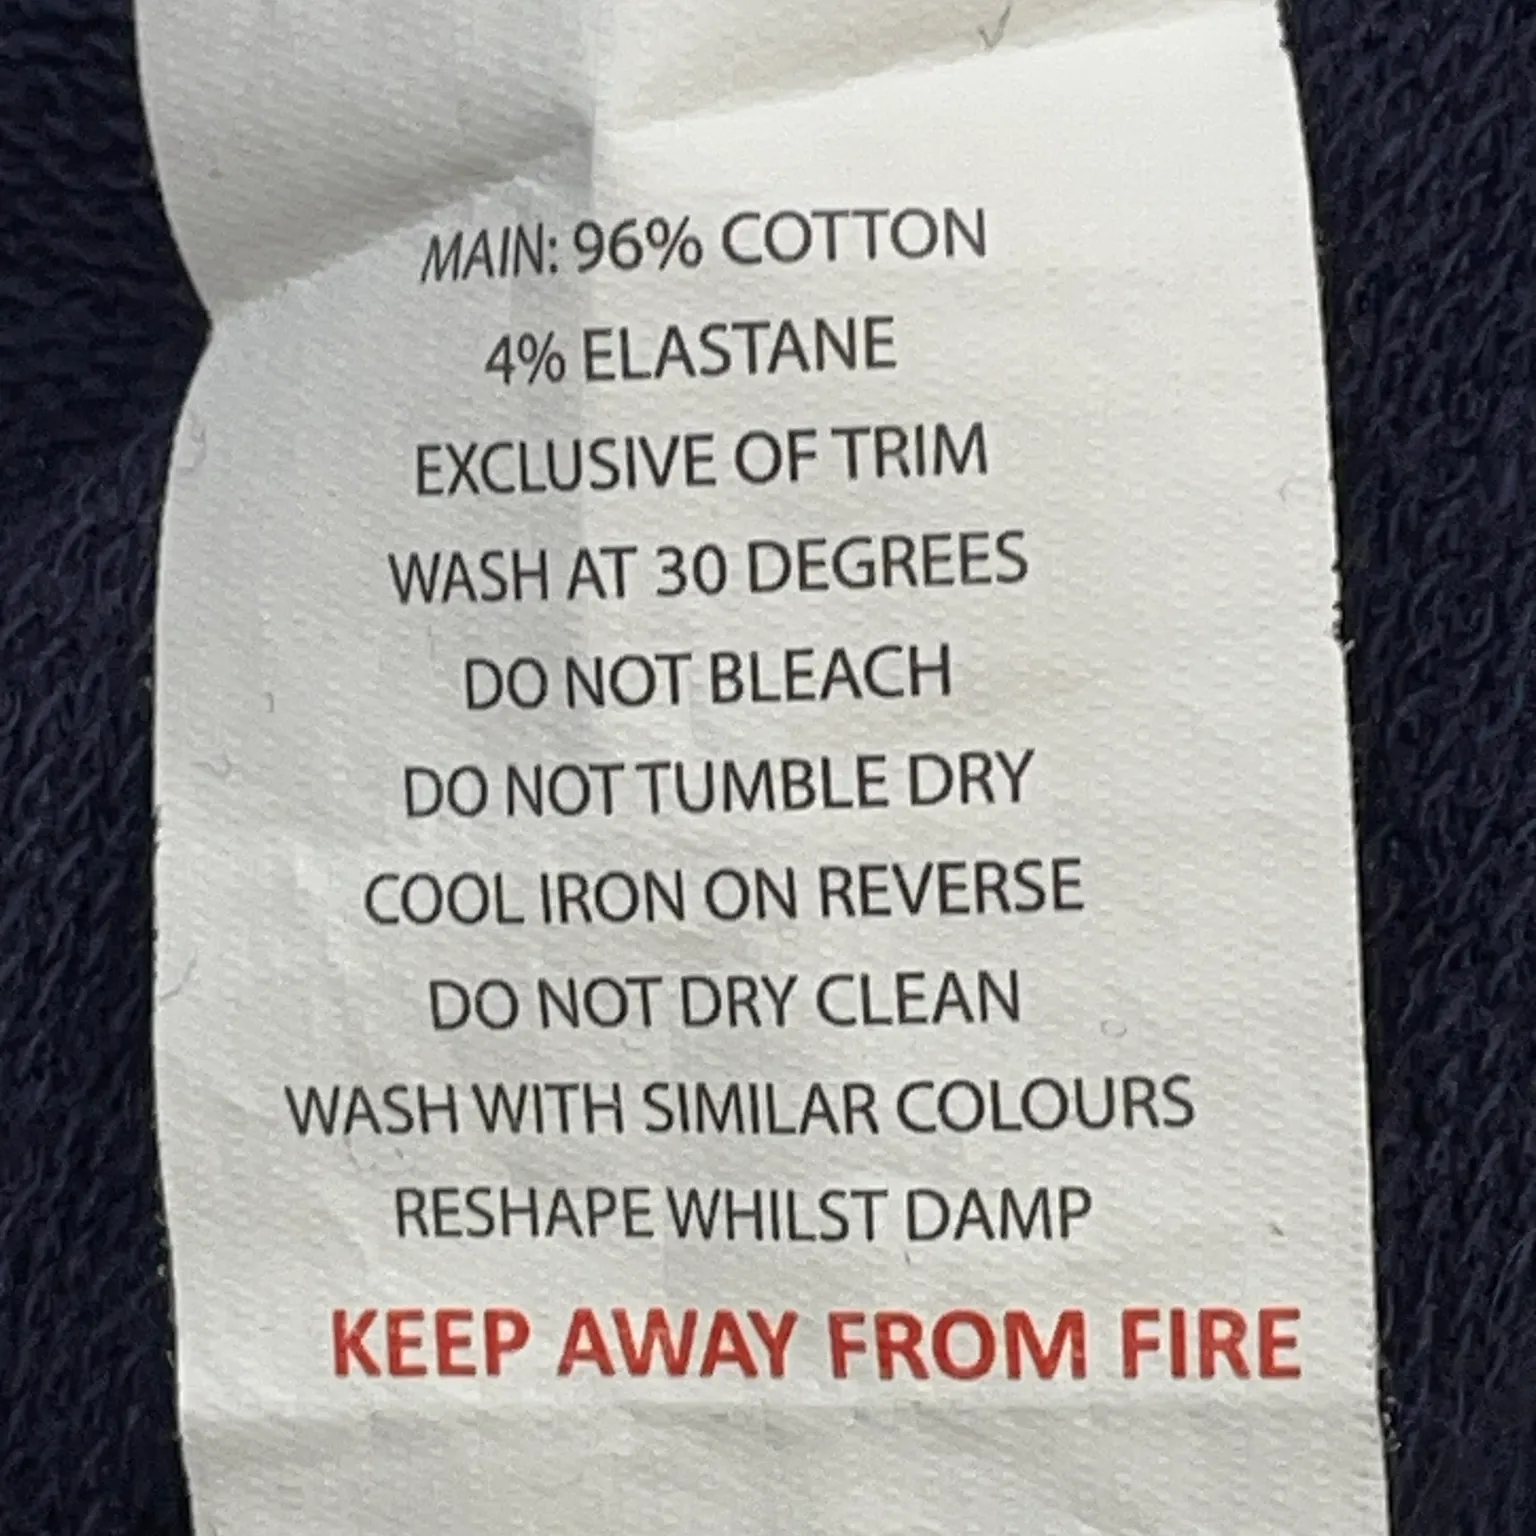 MAIN: 96% COTTON
4% ELASTANE
EXCLUSIVE OF TRIM
WASH AT 30 DEGREES
DO NOT BLEACH
DO NOT TUMBLE DRY
COOL IRON ON REVERSE
DO NOT DRY CLEAN
WASH WITH SIMILAR COLOURS
RESHAPE WHILST DAMP
KEEP AWAY FROM FIRE